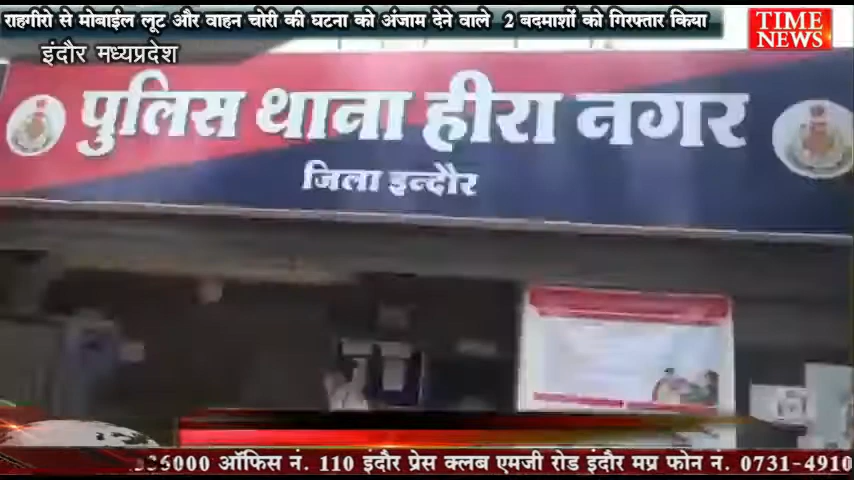 राहगीरो से मोबाईल लूट और वाहन चोरी की घटना को अंजाम देने वाले 2 बदमाशों को गिरफ्तार किया
TIME
NEWS
इंदौर मध्यप्रदेश
पुलिस थाना हीरा नगर
जिला इन्दौर
36000 ऑफिस नं. 110 इंदौर प्रेस क्लब एमजी रोड इंदौर मप्र फोन नं. 0731-4910